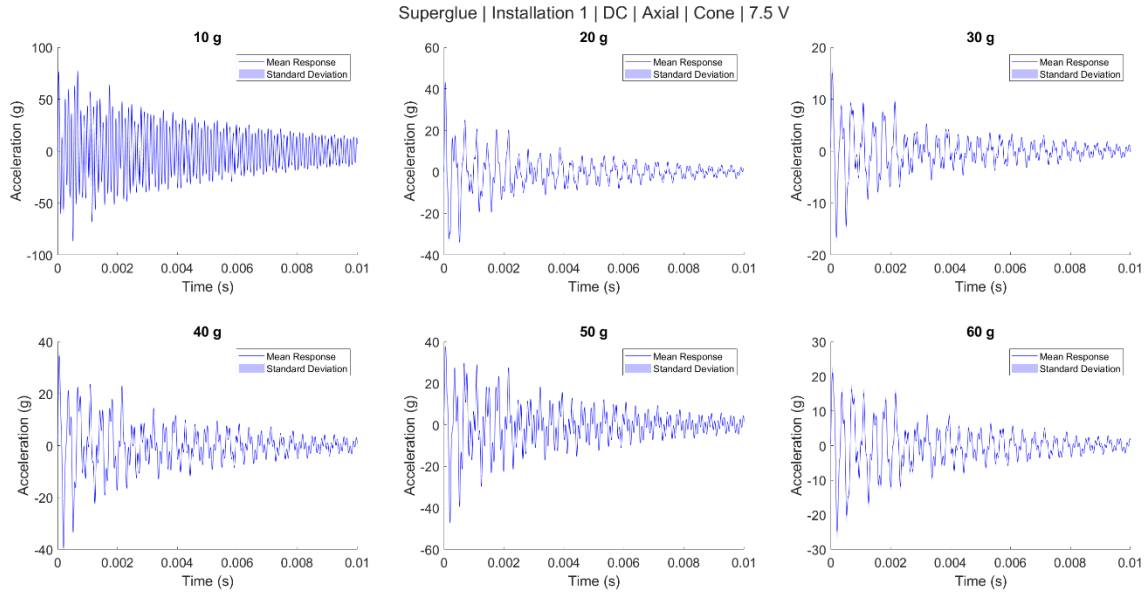 Superglue | Installation 1 | DC | Axial | Cone | 7.5 V
10 g
Mean Response
Standard Deviation
Acceleration (g)
100
50
0
-50
-100
0 0.002 0.004 0.006 0.008 0.01
Time (s)
20 g
Mean Response
Standard Deviation
Acceleration (g)
60
40
20
0
-20
-40
0 0.002 0.004 0.006 0.008 0.01
Time (s)
30 g
Mean Response
Standard Deviation
Acceleration (g)
20
10
0
-10
-20
0 0.002 0.004 0.006 0.008 0.01
Time (s)
40 g
Mean Response
Standard Deviation
Acceleration (g)
40
20
0
-20
-40
0 0.002 0.004 0.006 0.008 0.01
Time (s)
50 g
Mean Response
Standard Deviation
Acceleration (g)
60
40
20
0
-20
-40
-60
0 0.002 0.004 0.006 0.008 0.01
Time (s)
60 g
Mean Response
Standard Deviation
Acceleration (g)
30
20
10
0
-10
-20
-30
0 0.002 0.004 0.006 0.008 0.01
Time (s)